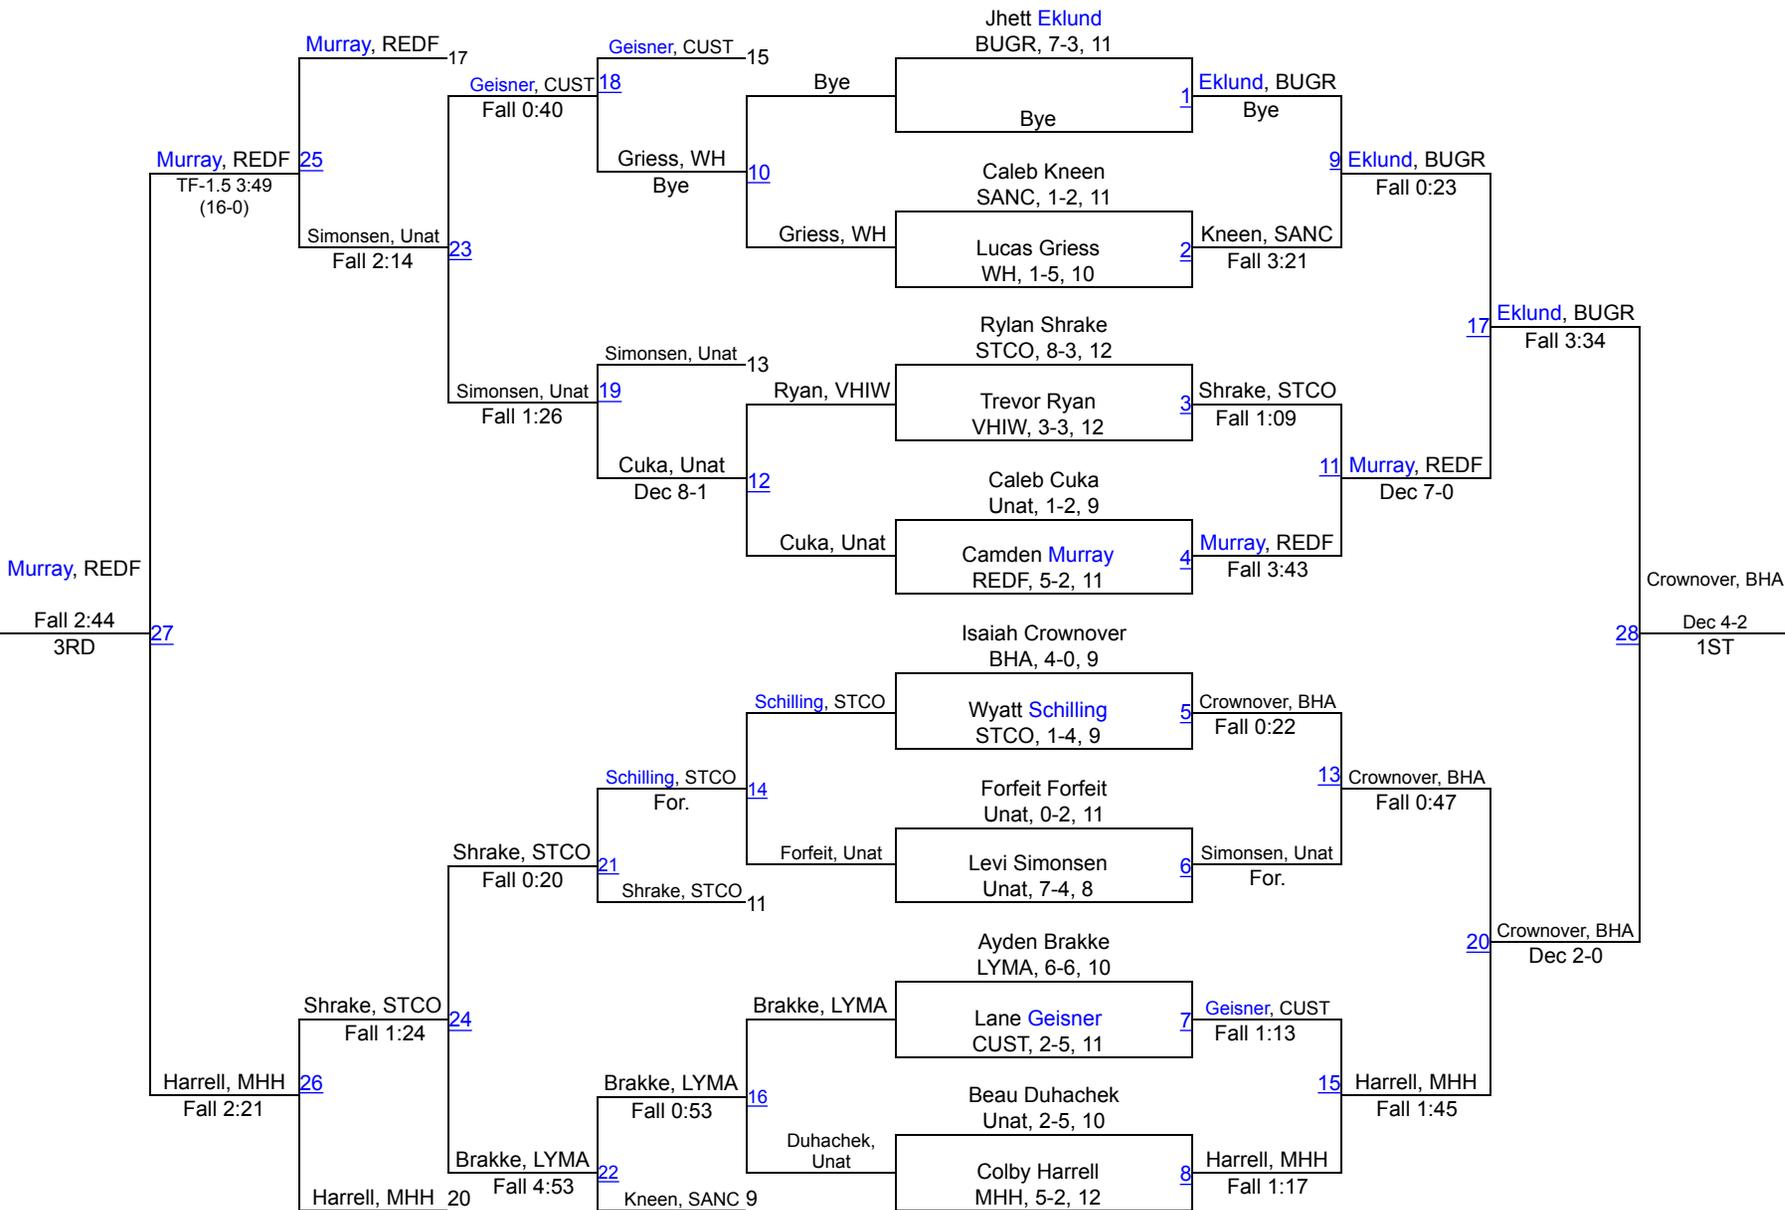 Murray, REDF
17
Murray, REDF
25
TF-1.5 3:49
(16-0)
Simonsen, Unat
Fall 2:14
Geisner, CUST
Fall 0:40
18
Geisner, CUST
15
Griess, WH
Bye
23
Simonsen, Unat
Fall 1:26
19
Simonsen, Unat
13
Cuka, Unat
Dec 8-1
Bye
10
Griess, WH
Ryan, VHIW
12
Cuka, Unat
Murray, REDF
Fall 2:44
3RD
27
Harrell, MHH
Fall 2:21
26
Shrake, STCO
Fall 1:24
Harrell, MHH
20
24
Shrake, STCO
Fall 0:20
21
Schilling, STCO
For.
Shrake, STCO
11
Brakke, LYMA
Fall 4:53
22
Brakke, LYMA
Fall 0:53
Kneen, SANC
9
Schilling, STCO
14
Forfeit, Unat
Brakke, LYMA
16
Duhachek,
Unat
Jhett Eklund
BUGR, 7-3, 11
Bye
1
Caleb Kneen
SANC, 1-2, 11
Lucas Griess
WH, 1-5, 10
2
Rylan Shrake
STCO, 8-3, 12
Trevor Ryan
VHIW, 3-3, 12
3
Caleb Cuka
Unat, 1-2, 9
Camden Murray
REDF, 5-2, 11
4
Isaiah Crownover
BHA, 4-0, 9
Wyatt Schilling
STCO, 1-4, 9
5
Forfeit Forfeit
Unat, 0-2, 11
Levi Simonsen
Unat, 7-4, 8
6
Ayden Brakke
LYMA, 6-6, 10
Lane Geisner
CUST, 2-5, 11
7
Beau Duhachek
Unat, 2-5, 10
Colby Harrell
MHH, 5-2, 12
8
Eklund, BUGR
Bye
Kneen, SANC
Fall 3:21
Shrake, STCO
Fall 1:09
Murray, REDF
Fall 3:43
Crownover, BHA
Fall 0:22
Simonsen, Unat
For.
Geisner, CUST
Fall 1:13
Harrell, MHH
Fall 1:17
9
Eklund, BUGR
Fall 0:23
11
Murray, REDF
Dec 7-0
13
Crownover, BHA
Fall 0:47
15
Harrell, MHH
Fall 1:45
17
Eklund, BUGR
Fall 3:34
20
Crownover, BHA
Dec 2-0
28
Crownover, BHA
Dec 4-2
1ST